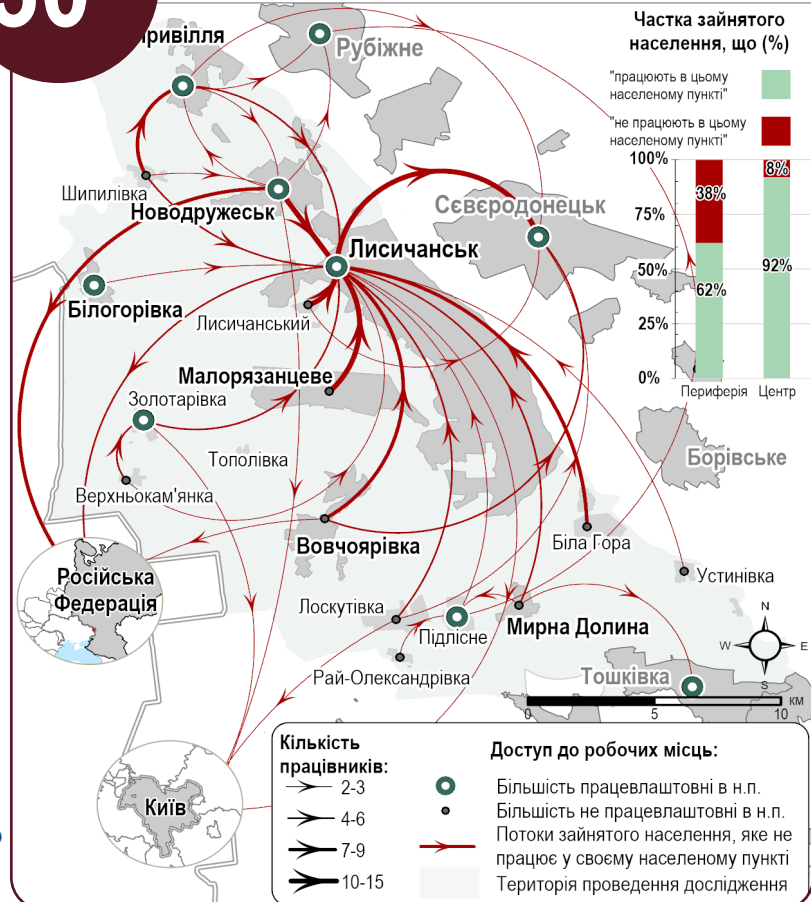 30
Привілля
Рубіжне
Частка зайнятого
населення, що (%)
"працюють в цьому
населеному пункті"
"не працюють в цьому
населеному пункті"
100%
75%
50%
25%
0%
38%
62%
8%
92%
Периферія
Центр
Шипилівка
Новодружеськ
Сєвєродонецьк
Лисичанськ
Білогорівка
Лисичанський
Малорязанцеве
Золотарівка
Тополівка
Борівське
Верхньокам'янка
Вовчоярівка
Біла Гора
Російська
Федерація
Устинівка
Лоскутівка
Підлісне
Мирна Долина
Рай-Олександрівка
Тошківка
N
W
E
S
0
5
10
км
Київ
Кількість
працівників:
2-3
4-6
7-9
10-15
Доступ до робочих місць:
Більшість працевлаштовні в н.п.
Більшість не працевлаштовні в н.п.
Потоки зайнятого населення, яке не
працює у своєму населеному пункті
Територія проведення дослідження